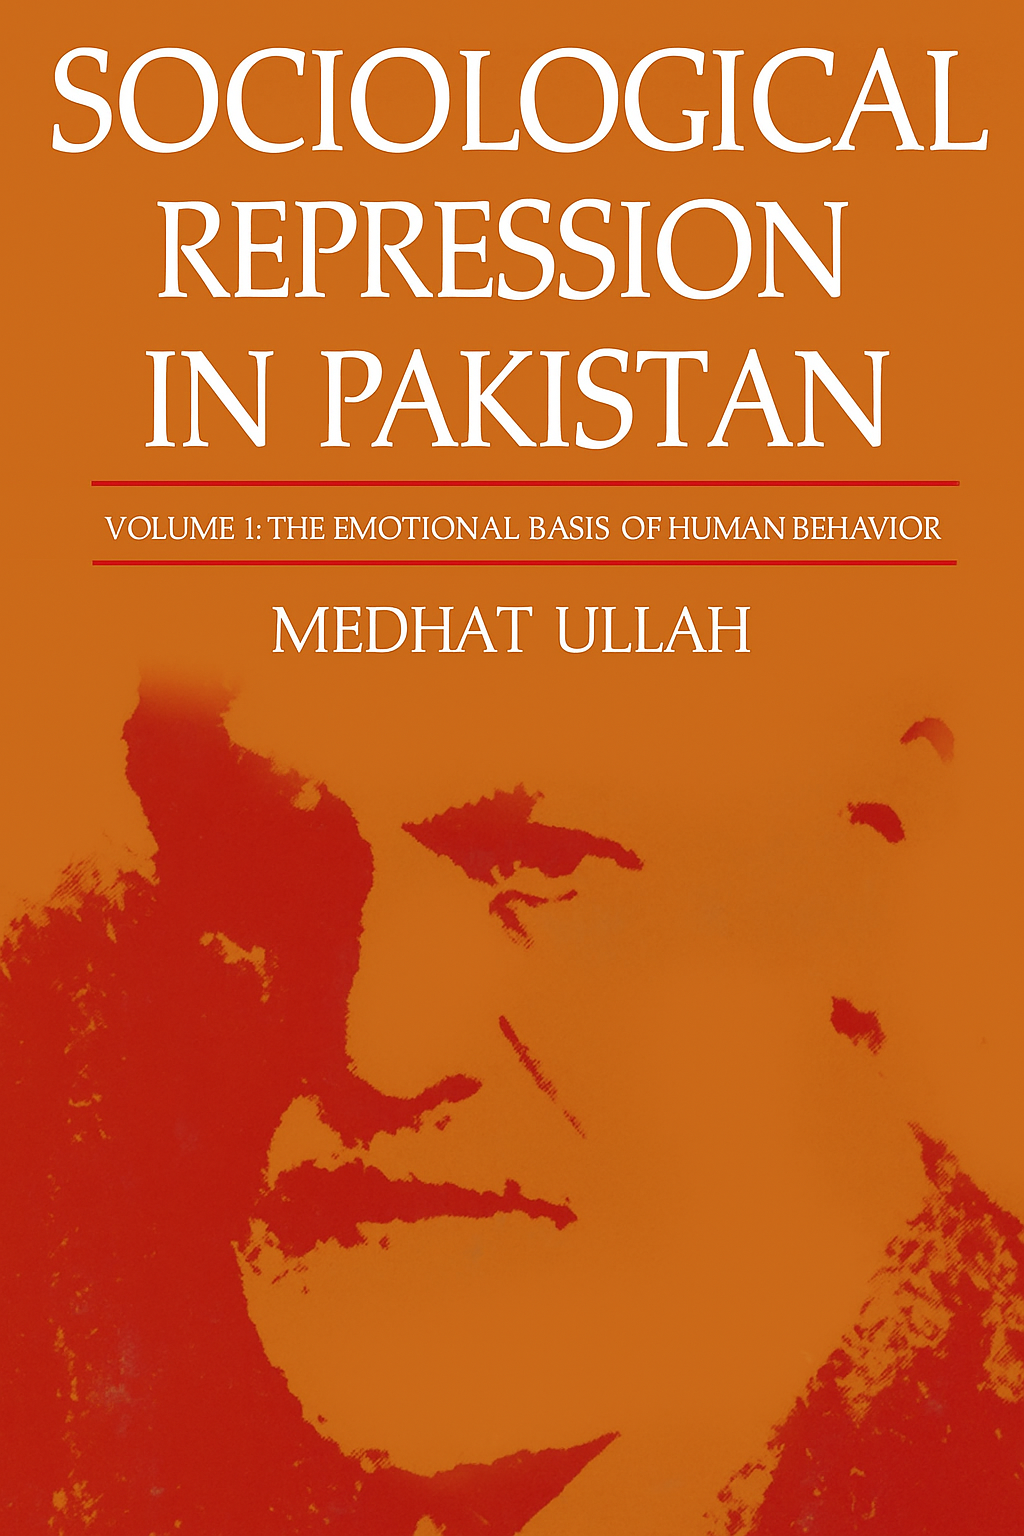 SOCIOLOGICAL
REPRESSION
IN PAKISTAN
VOLUME 1: THE EMOTIONAL BASIS OF HUMAN BEHAVIOR
MEDHAT ULLAH